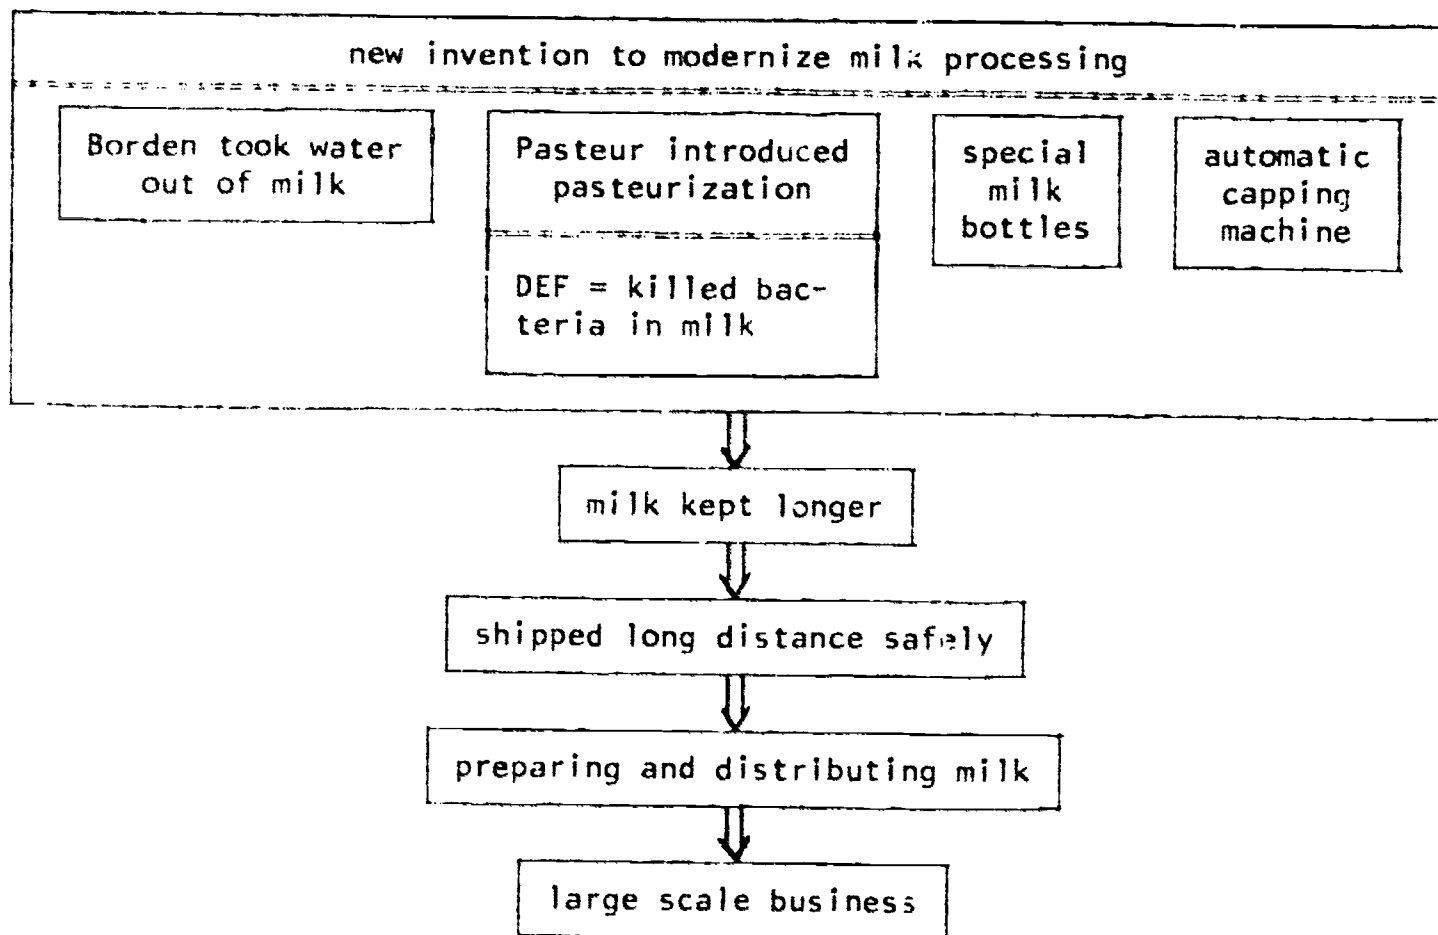 new invention to modernize milk processing
Borden took water
out of milk
Pasteur introduced
pasteurization
DEF = killed bac-
teria in milk
special
milk
bottles
automatic
capping
machine
milk kept longer
shipped long distance safely
preparing and distributing milk
large scale business